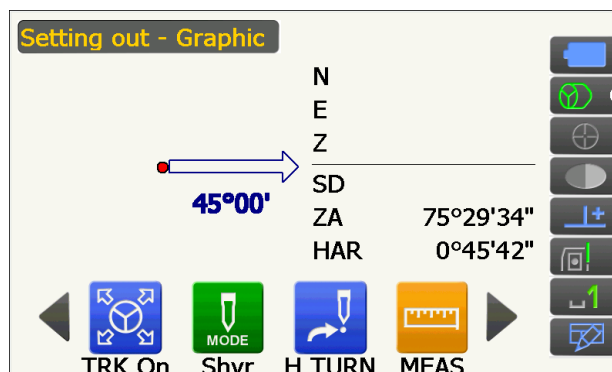 Setting out - Graphic
N
E
Z
45°00'
SD
ZA 75°29'34"
HAR 0°45'42"
MODE
TRK On Shvr H.TURN MEAS